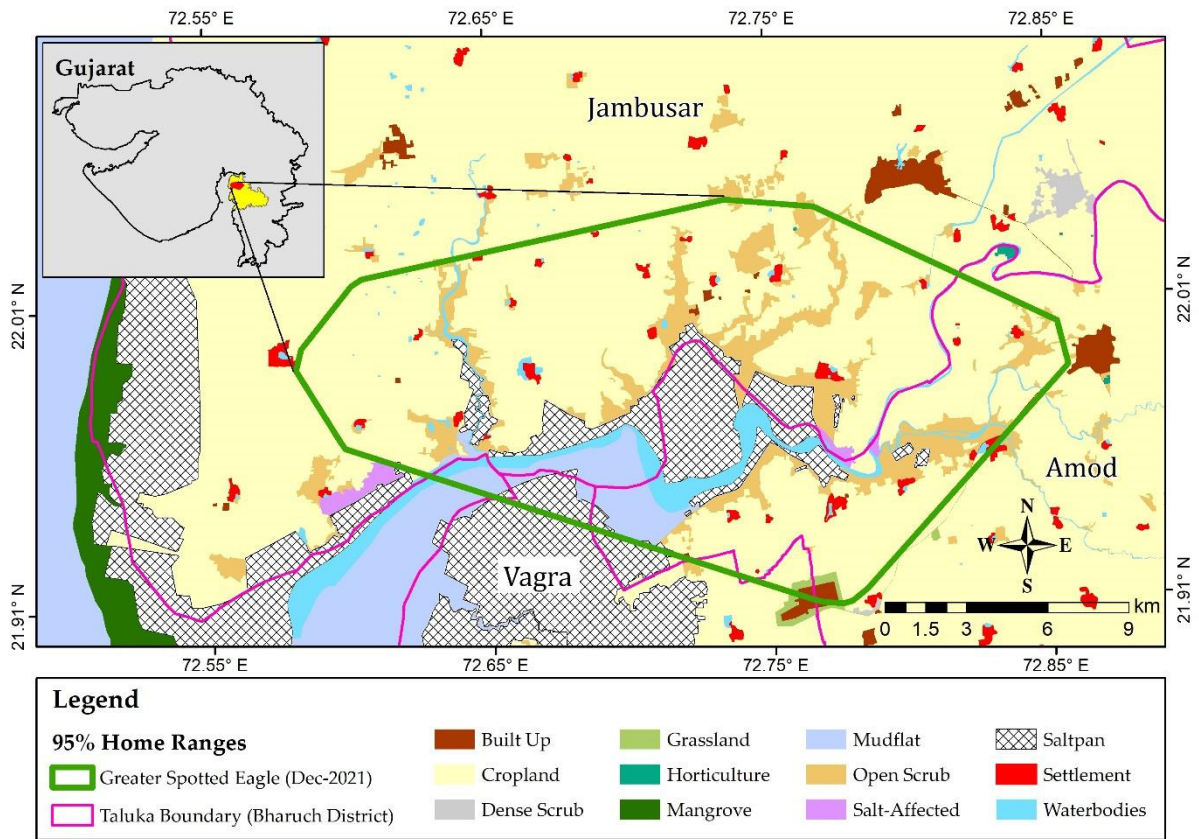 72.55° E 72.65° E 72.75° E 72.85° E
Gujarat
Jambusar
22.01° N 22.01° N
Amod
N
W E
S
Vagra
21.91° N 21.91° N
km
0 1.5 3 6 9
72.55° E 72.65° E 72.75° E 72.85° E
Legend
95% Home Ranges
Greater Spotted Eagle (Dec-2021)
Taluka Boundary (Bharuch District)
Built Up
Cropland
Dense Scrub
Grassland
Horticulture
Mangrove
Mudflat
Open Scrub
Salt-Affected
Saltpan
Settlement
Waterbodies